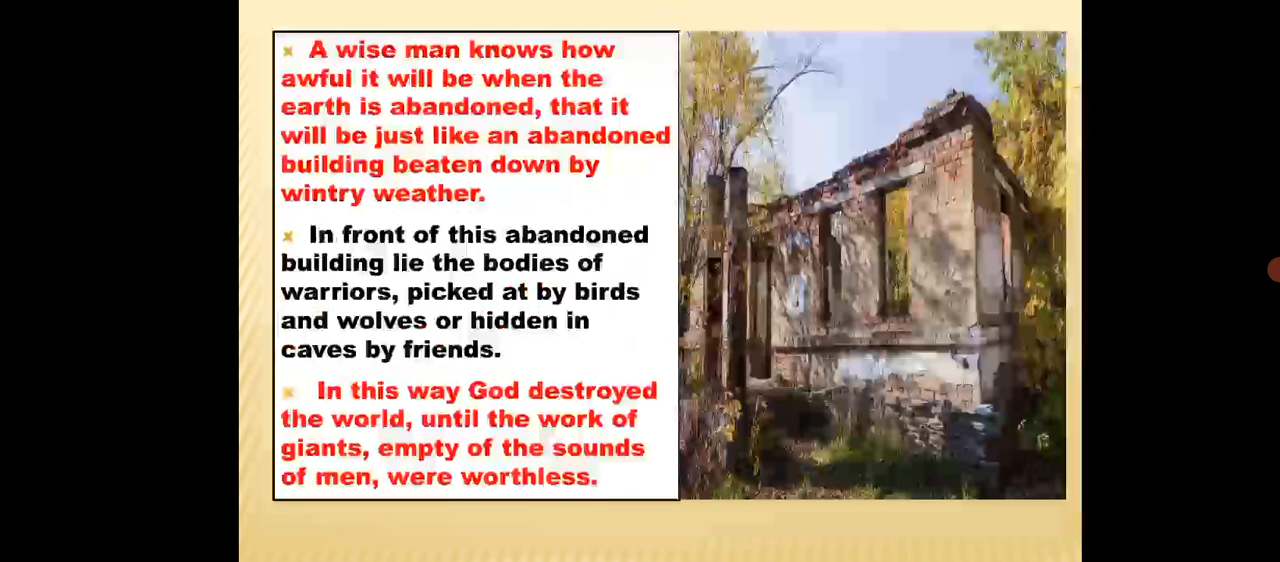 A wise man knows how
awful it will be when the
earth is abandoned, that it
will be just like an abandoned
building beaten down by
wintry weather.
In front of this abandoned
building lie the bodies of
warriors, picked at by birds
and wolves or hidden in
caves by friends.
In this way God destroyed
the world, until the work of
giants, empty of the sounds
of men, were worthless.